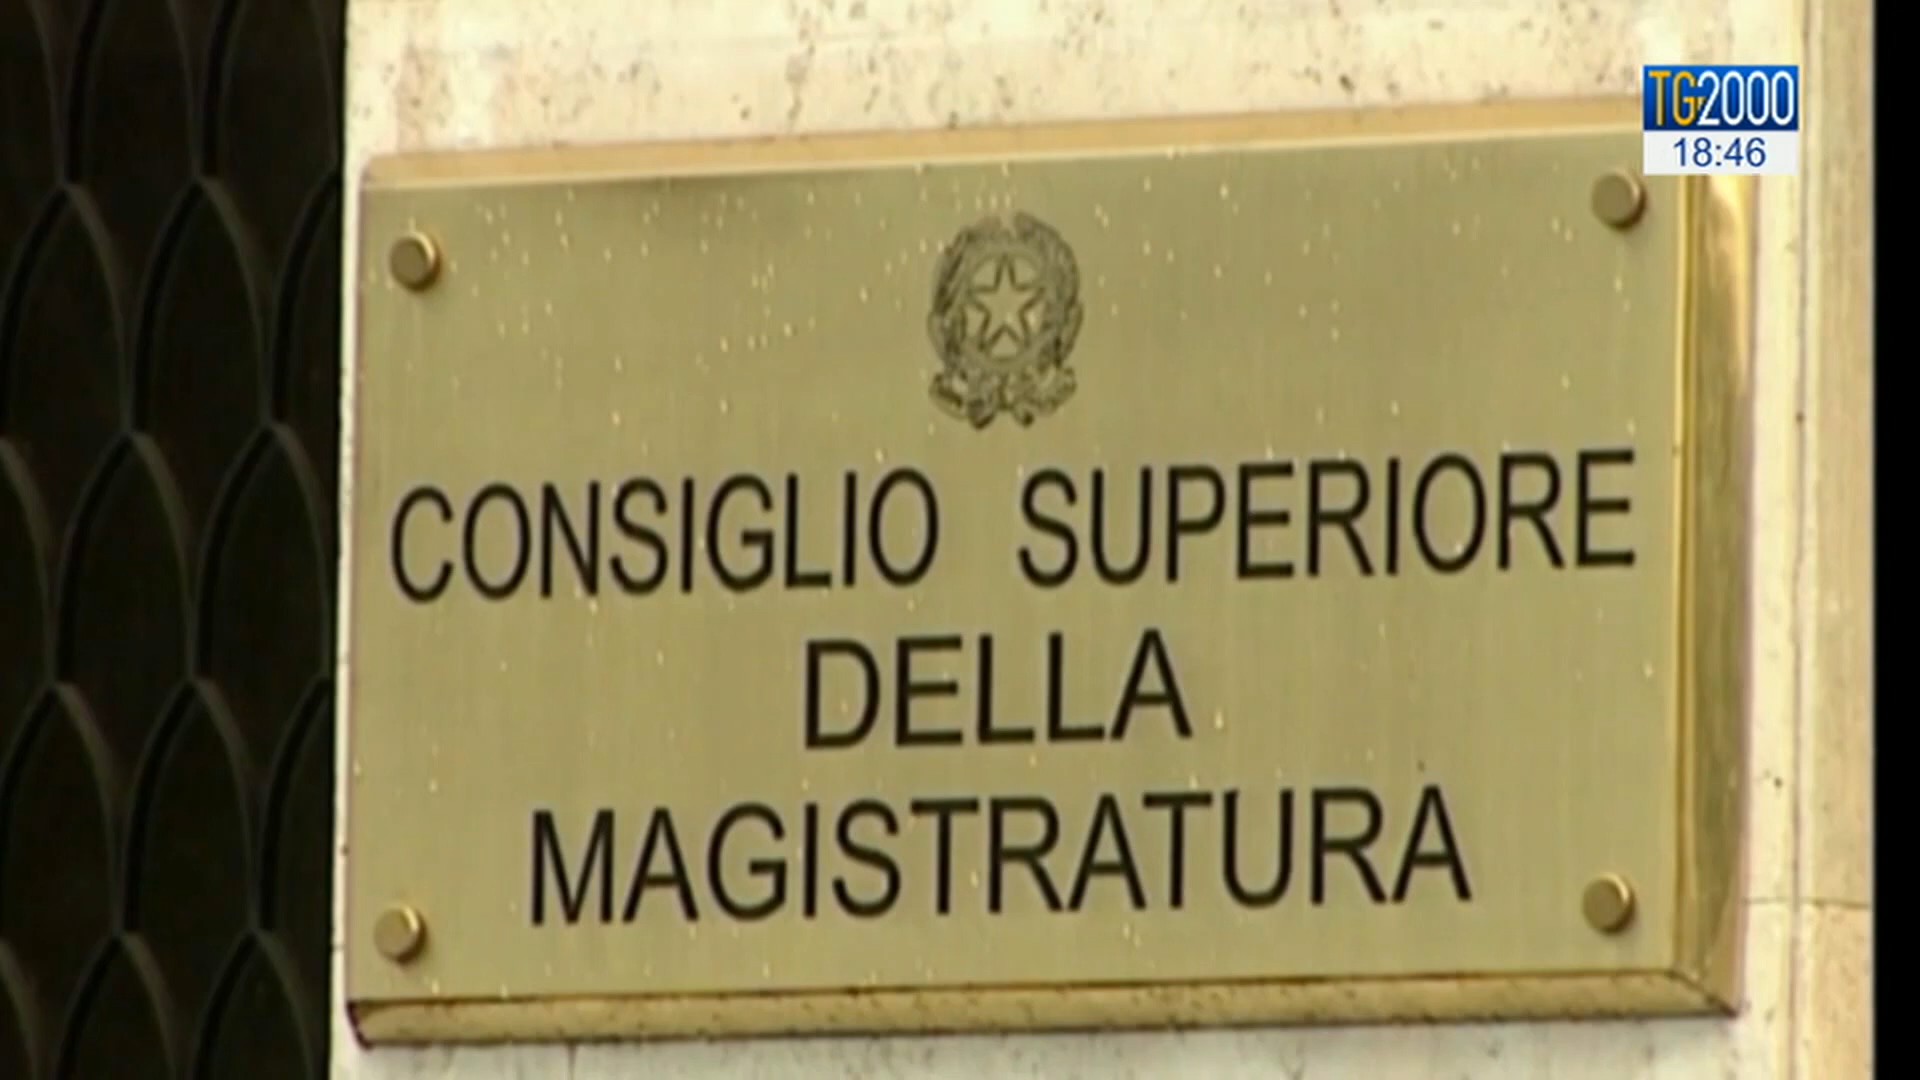 TG2000
18:46
CONSIGLIO SUPERIORE
DELLA
MAGISTRATURA